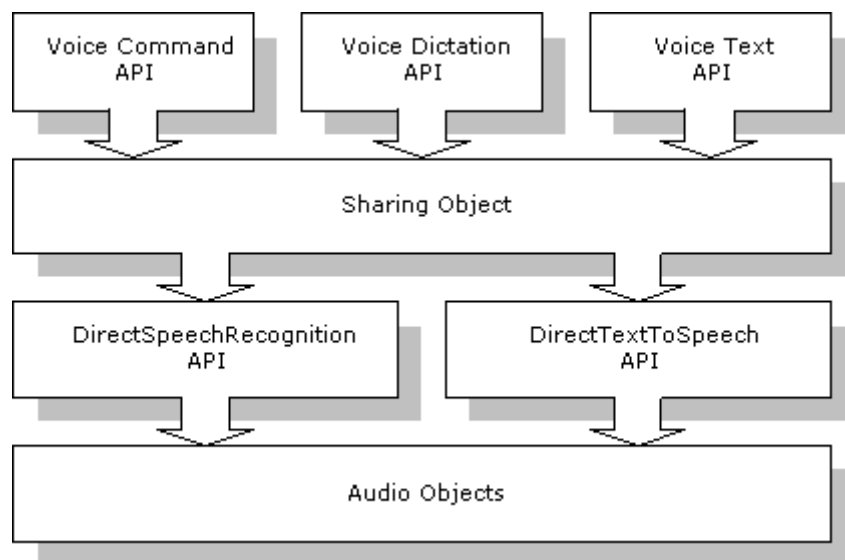 Voice Command
API
Voice Dictation
API
Voice Text
API
Sharing Object
DirectSpeechRecognition
API
DirectTextToSpeech
API
Audio Objects